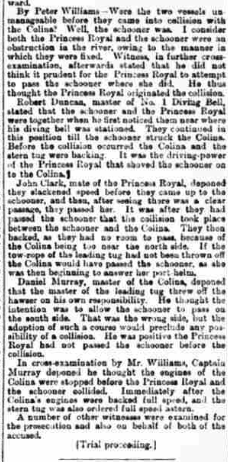 ward.
By Peter Williams—Were the two vessels un-
manageable before they came into collision with
the Colina? Well, the schooner was. I consider
both the Princess Royal and the schooner were an
obstruction in the river, owing to the manner in
which they were fixed. Witness, in further cross-
examination, afterwards stated that he did not
think it prudent for the Princess Royal to attempt
to pass the schooner where she did. He thus
thought the Princess Royal originated the collision.
Robert Duncan, master of No. 1 Diving Bell,
stated that the schooner and the Princess Royal
were together when he first noticed them near where
his diving bell was stationed. They continued in
this position till the schooner struck the Colina.
Before the collision occurred the Colina and the
stern tug were backing. It was the driving-power
of the Princess Royal that shoved the schooner on
to the Colina.
John Clark, mate of the Princess Royal, deponed
they slackened speed before they came up to the
schooner, and then, after seeing there was a clear
passage, they passed her. It was after they had
passed the schooner that the collision took place
between the schooner and the Colina. They then
backed, as they had no room to pass, because of
the Colina being too near the north side. If the
tow-rope of the leading tug had not been thrown off
the Colina would have passed the schooner, as she
was then beginning to answer her port-helm.
Daniel Murray, master of the Colina, deponed
that the master of the leading tug threw off the
hawser on his own responsibility. He thought the
intention was to allow the schooner to pass on
the south side. That was the wrong side, but the
adoption of such a course would preclude any pos-
sibility of a collision. He was positive the Princess
Royal had not passed the schooner before the
collision.
In cross-examination by Mr. Williams, Captain
Murray deponed he thought the engines of
the Colina were stopped before the Princess Royal and
the schooner collided. Immediately after the
Colina's engines were backed full speed, and the
stern tug was also ordered full speed astern.
A number of other witnesses were examined for
the prosecution and also on behalf of both of the
accused.
[Trial proceeding.]